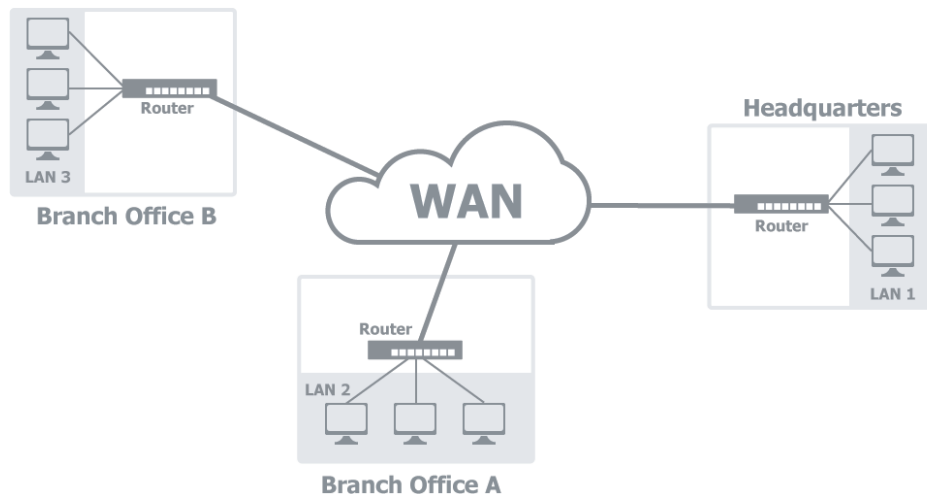 Router
LAN 3
Branch Office B
WAN
Headquarters
Router
LAN 1
Router
LAN 2
Branch Office A